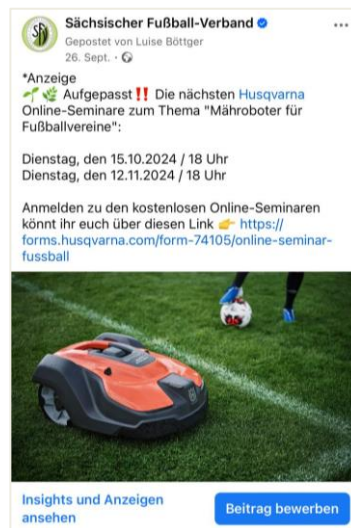 Sächsischer Fußball-Verband
Gepostet von Luise Böttger
26. Sept. ·
*Anzeige
🌱🌿 Aufgepasst‼️ Die nächsten Husqvarna
Online-Seminare zum Thema "Mähroboter für
Fußballvereine":
Dienstag, den 15.10.2024 / 18 Uhr
Dienstag, den 12.11.2024 / 18 Uhr
Anmelden zu den kostenlosen Online-Seminaren
könnt ihr euch über diesen Link 👉 https://
forms.husqvarna.com/form-74105/online-seminar-
fussball
Insights und Anzeigen
ansehen
Beitrag bewerben